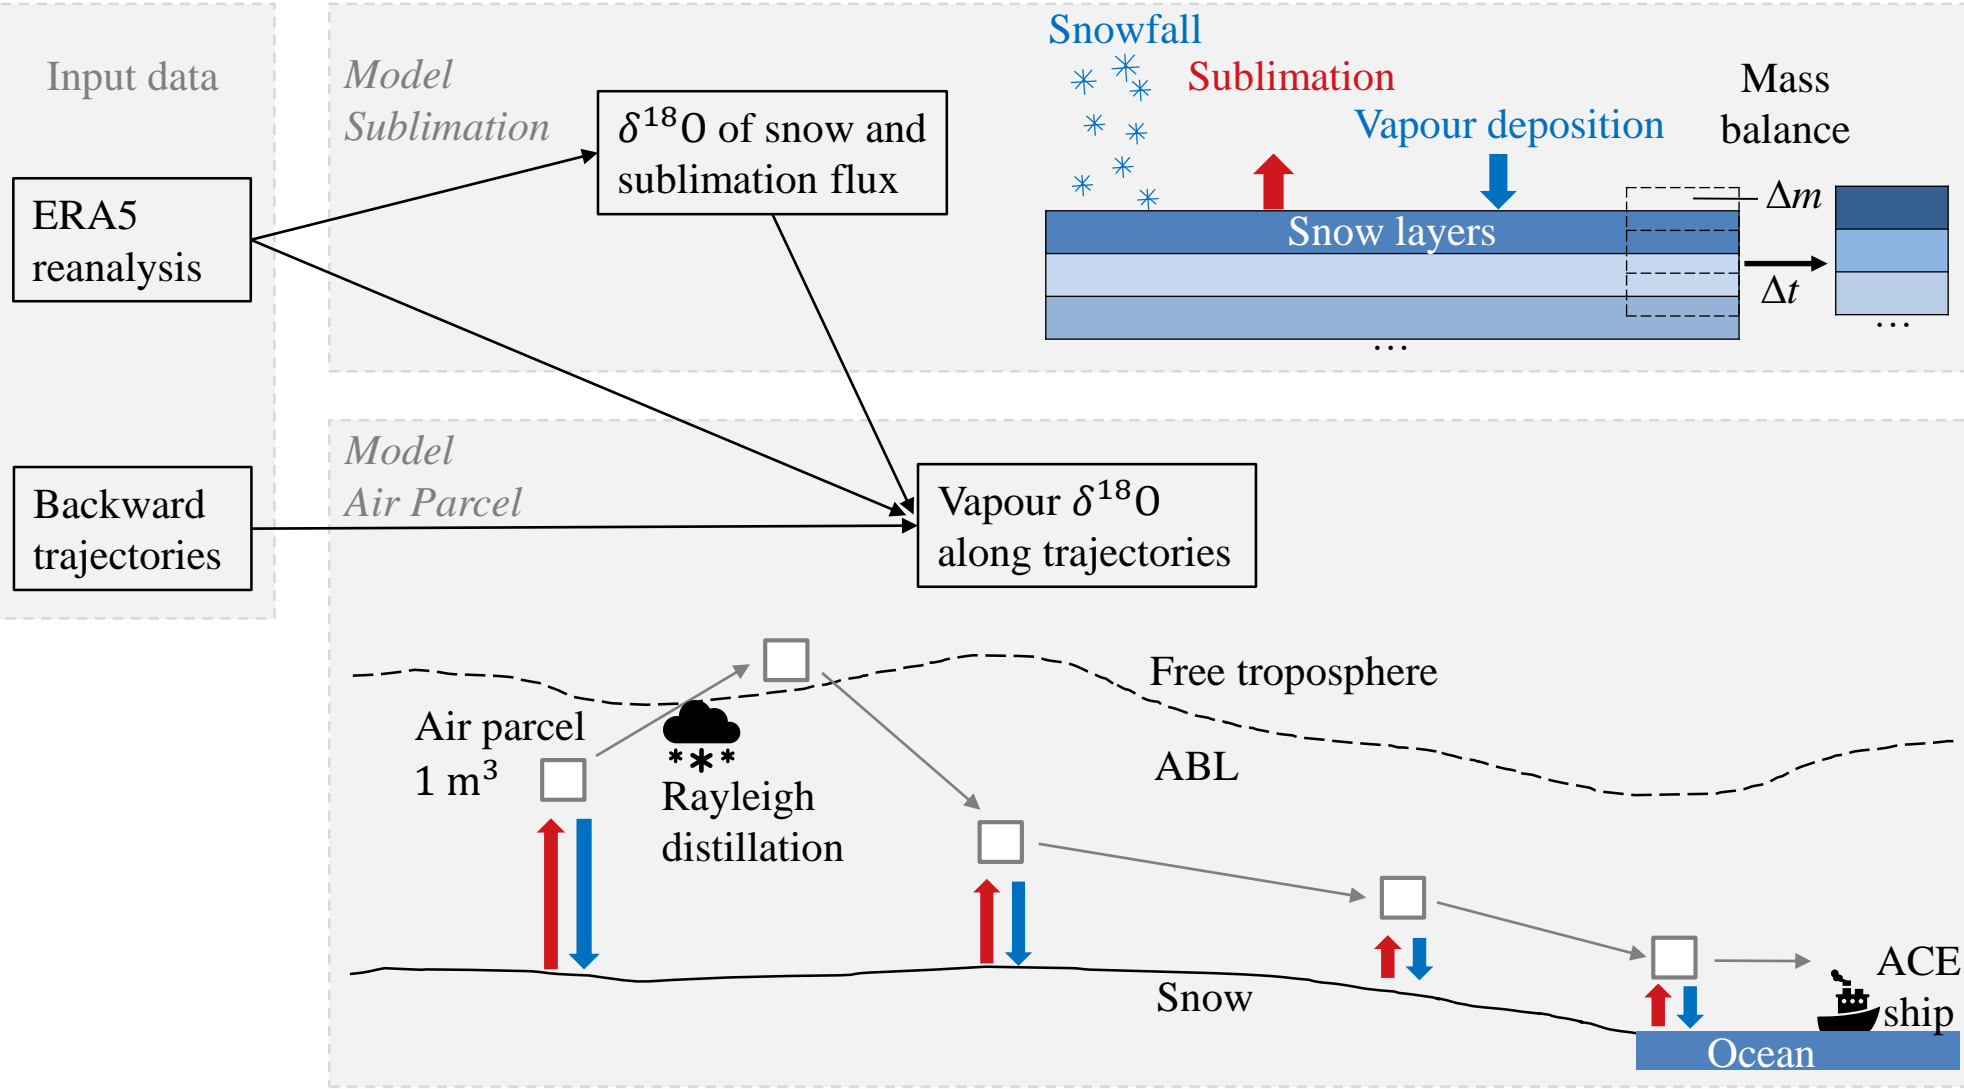 Input data
ERA5
reanalysis
Backward
trajectories
Model
Sublimation
δ¹⁸O of snow and
sublimation flux
Snowfall
Sublimation
Vapour deposition
Mass
balance
Snow layers
Δm
Δt
...
...
Model
Air Parcel
Vapour δ¹⁸O
along trajectories
Free troposphere
ABL
Air parcel
1 m³
Rayleigh
distillation
Snow
ACE
ship
Ocean